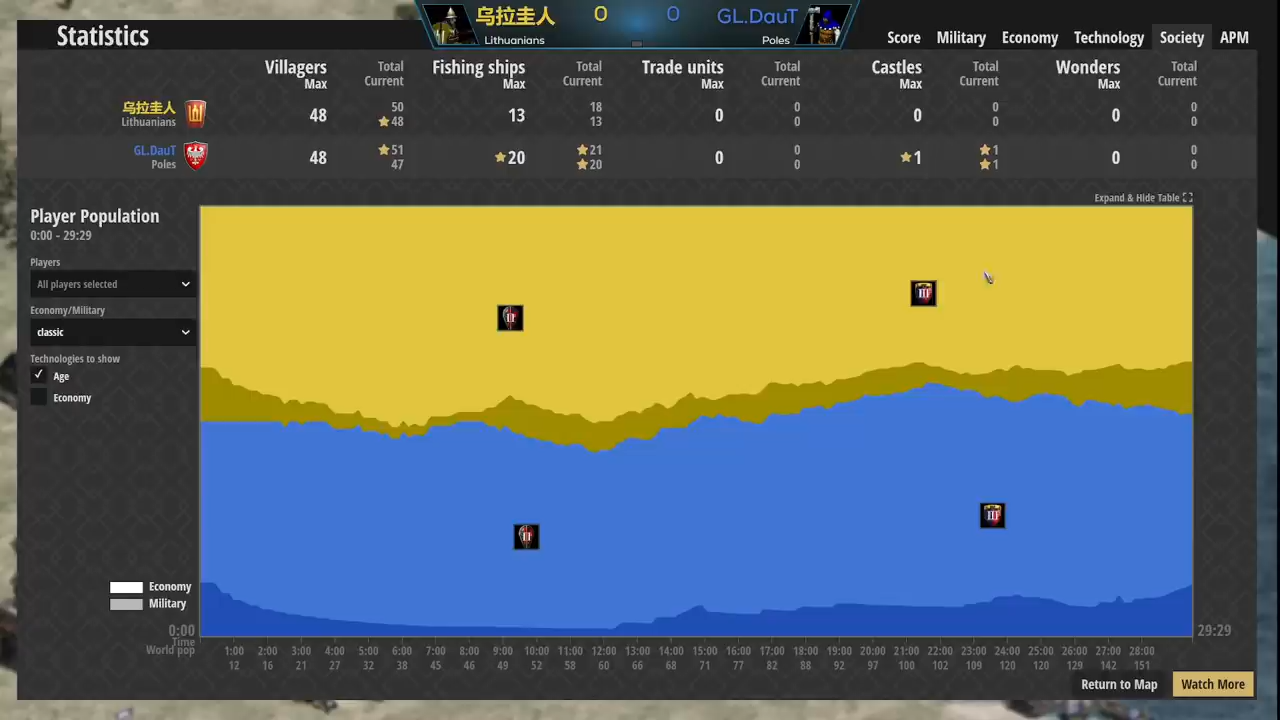 乌拉圭人 0 0 GL.DauT
Lithuanians Poles
Statistics
Score Military Economy Technology Society APM
Villagers Total Fishing ships Total Trade units Total Castles Total Wonders Total
Max Current Max Current Max Current Max Current Max Current
乌拉圭人 48 50 13 18 0 0 0 0 0 0
Lithuanians 48 13 0 0 0
GL.DauT 48 51 20 21 0 0 1 1 0 0
Poles 47 20 0 1 0
Expand & Hide Table
Player Population
0:00 - 29:29
Players
All players selected
Economy/Military
classic
Technologies to show
Age
Economy
III
II
III
II
Economy
Military
0:00 29:29
Time 1:00 2:00 3:00 4:00 5:00 6:00 7:00 8:00 9:00 10:00 11:00 12:00 13:00 14:00 15:00 16:00 17:00 18:00 19:00 20:00 21:00 22:00 23:00 24:00 25:00 26:00 27:00 28:00
World pop 12 16 21 27 32 38 45 46 49 52 58 60 66 68 71 77 82 88 92 97 100 102 109 120 120 129 142 151
Return to Map Watch More